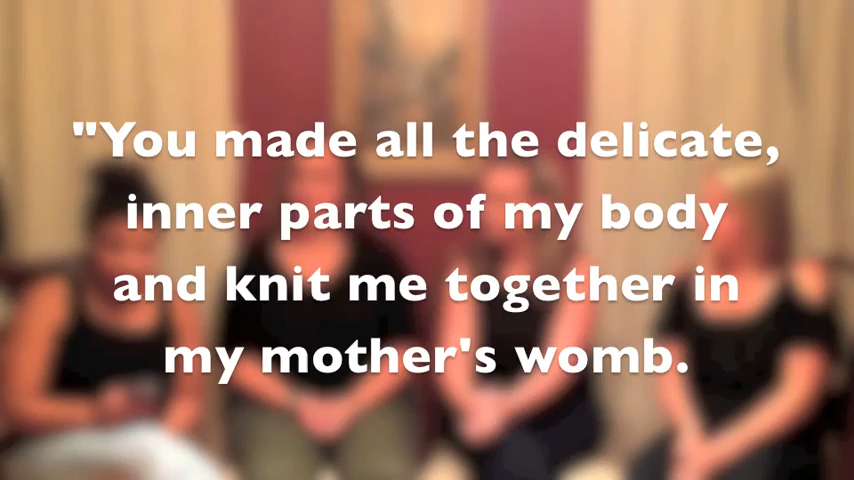 "You made all the delicate,
inner parts of my body
and knit me together in
my mother's womb.